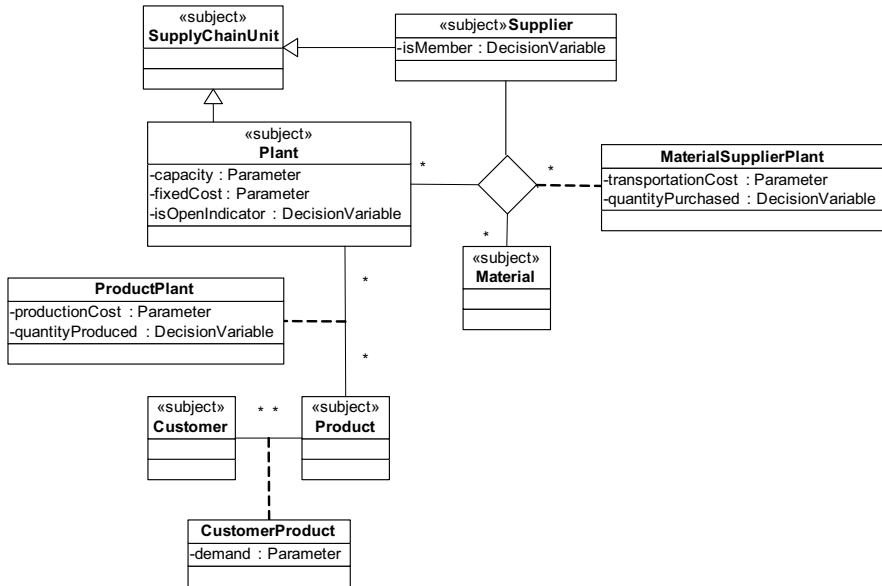 «subject»
SupplyChainUnit
«subject» Supplier
-isMember : DecisionVariable
«subject»
Plant
-capacity : Parameter
-fixedCost : Parameter
-isOpenIndicator : DecisionVariable
*
*
MaterialSupplierPlant
-transportationCost : Parameter
-quantityPurchased : DecisionVariable
*
«subject»
Material
*
ProductPlant
-productionCost : Parameter
-quantityProduced : DecisionVariable
*
«subject»
Customer
* *
«subject»
Product
CustomerProduct
-demand : Parameter